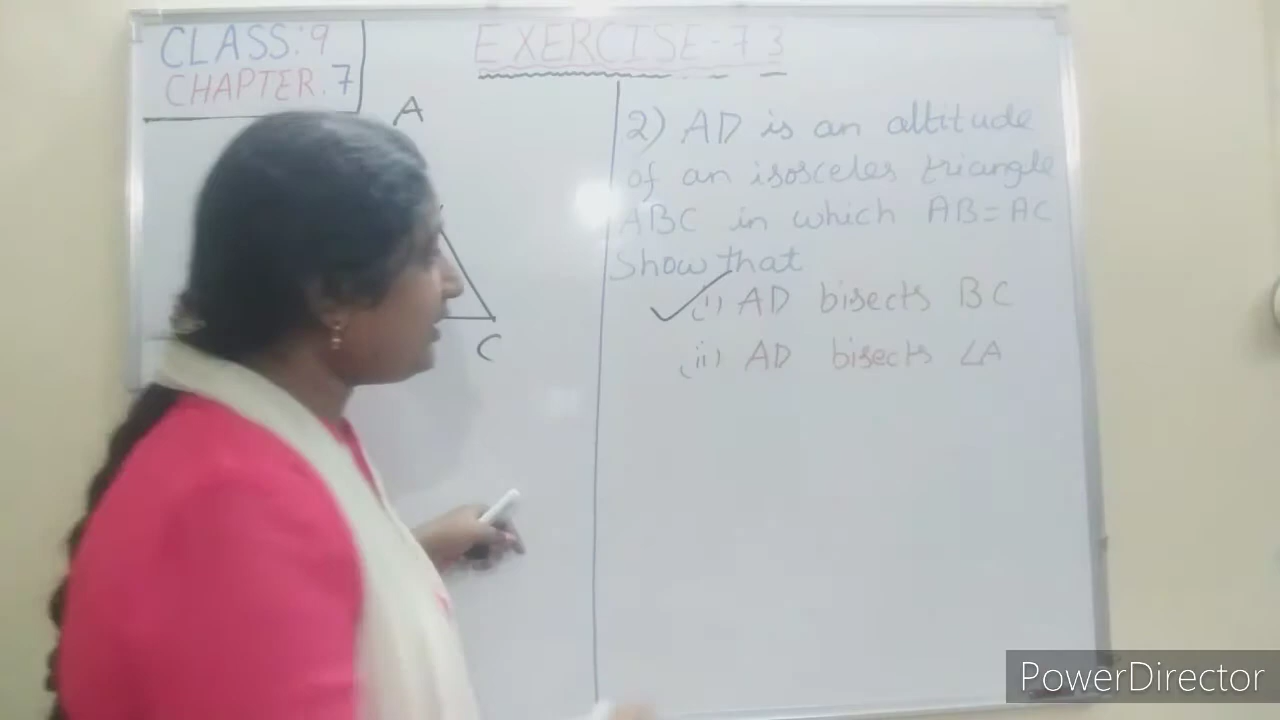 CLASS: 9
CHAPTER. 7
EXERCISE-7 3
A
C
2) AD is an altitude
of an isosceles triangle
ABC in which AB=AC
Show that
(i) AD bisects BC
(ii) AD bisects ∠A
PowerDirector